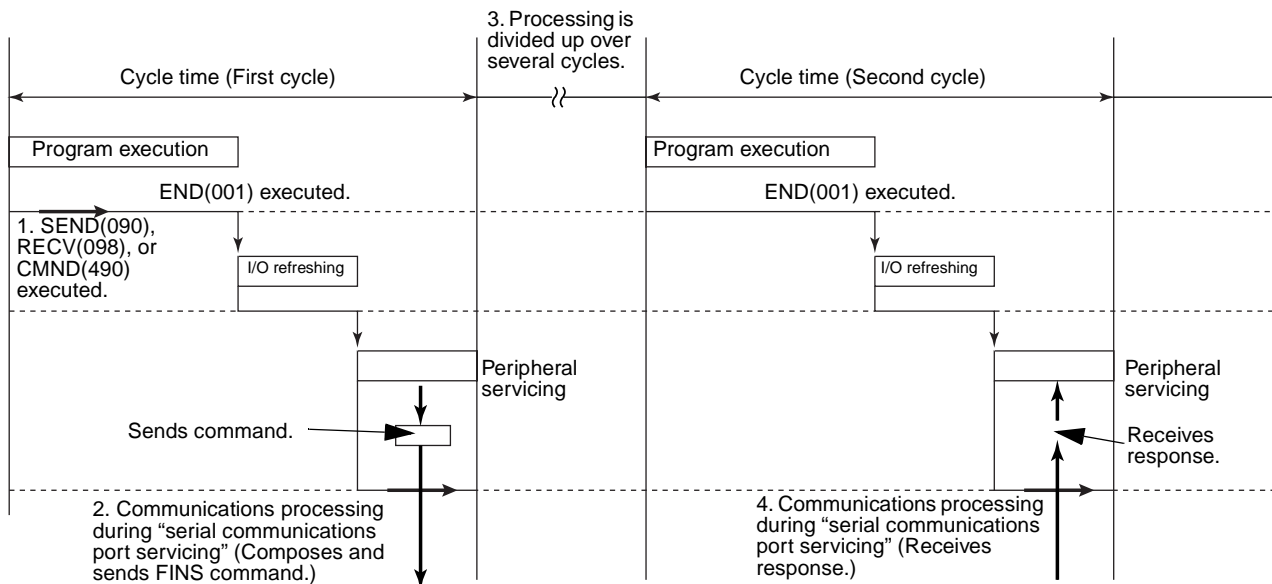 3. Processing is
divided up over
several cycles.
Cycle time (First cycle)
Cycle time (Second cycle)
Program execution
Program execution
END(001) executed.
END(001) executed.
1. SEND(090),
RECV(098), or
CMND(490)
executed.
I/O refreshing
I/O refreshing
Peripheral
servicing
Peripheral
servicing
Sends command.
Receives
response.
2. Communications processing
during “serial communications
port servicing” (Composes and
sends FINS command.)
4. Communications processing
during “serial communications
port servicing” (Receives
response.)